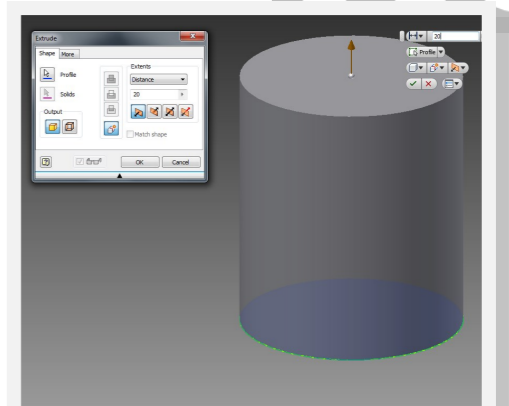 Extrude
Shape More
Profile
Solids
Output
Extents
Distance
20
Match shape
OK Cancel
20
Profile